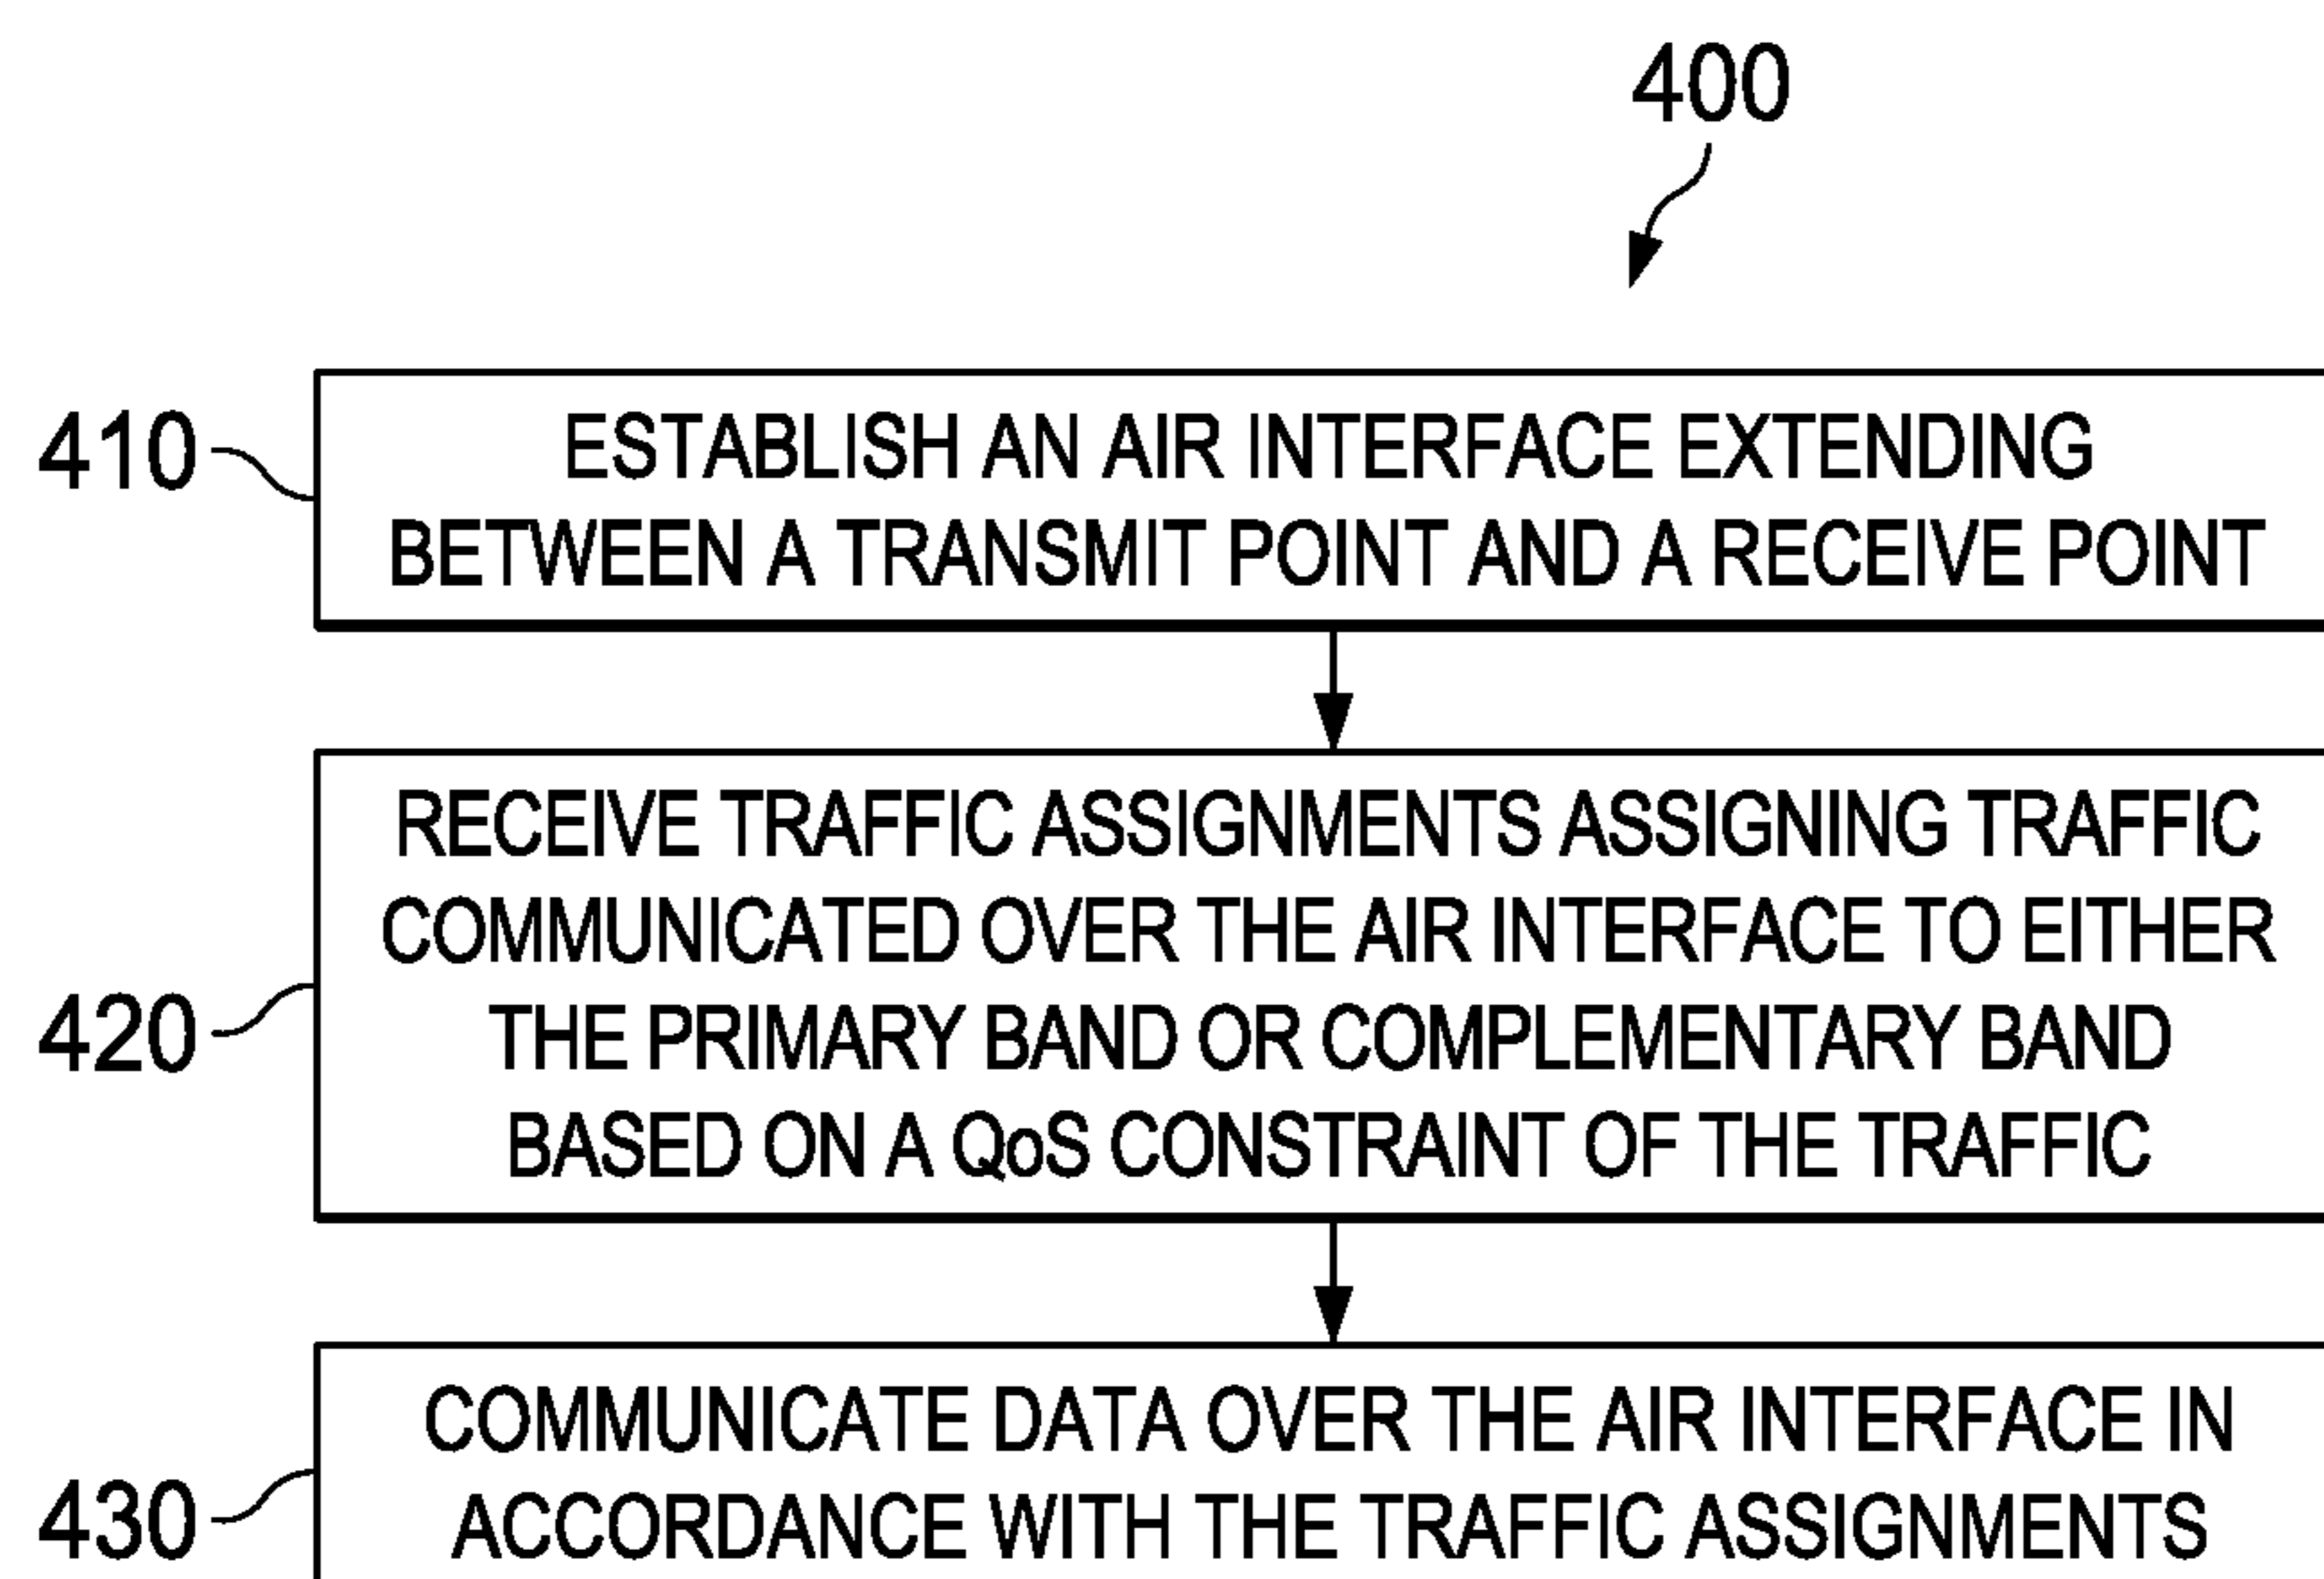 400
410
ESTABLISH AN AIR INTERFACE EXTENDING
BETWEEN A TRANSMIT POINT AND A RECEIVE POINT
420
RECEIVE TRAFFIC ASSIGNMENTS ASSIGNING TRAFFIC
COMMUNICATED OVER THE AIR INTERFACE TO EITHER
THE PRIMARY BAND OR COMPLEMENTARY BAND
BASED ON A QoS CONSTRAINT OF THE TRAFFIC
430
COMMUNICATE DATA OVER THE AIR INTERFACE IN
ACCORDANCE WITH THE TRAFFIC ASSIGNMENTS